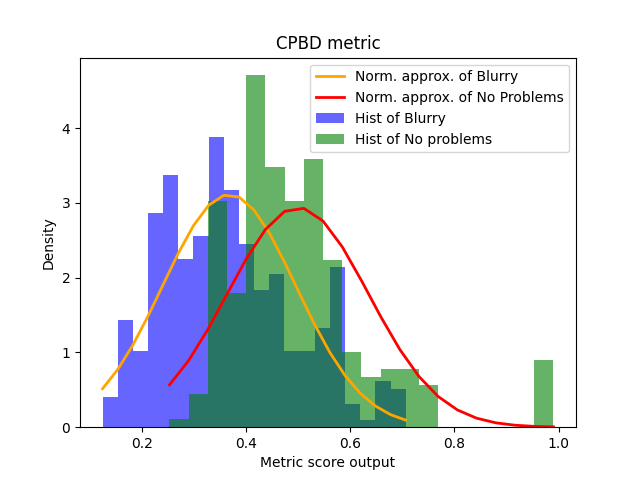 CPBD metric
Norm. approx. of Blurry
Norm. approx. of No Problems
Hist of Blurry
Hist of No problems
Density
4
3
2
1
0
0.2 0.4 0.6 0.8 1.0
Metric score output